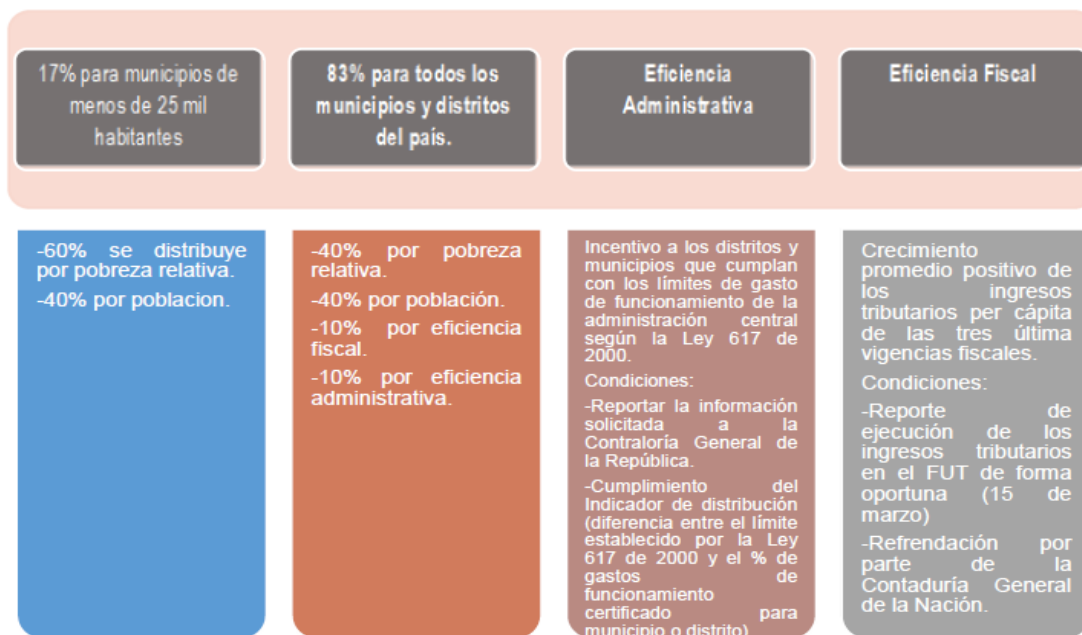 17% para municipios de
menos de 25 mil
habitantes
83% para todos los
municipios y distritos
del país.
Eficiencia
Administrativa
Eficiencia Fiscal
-60% se distribuye
por pobreza relativa.
-40% por poblacion.
-40% por pobreza
relativa.
-40% por población.
-10% por eficiencia
fiscal.
-10% por eficiencia
administrativa.
Incentivo a los distritos y
municipios que cumplan
con los límites de gasto
de funcionamiento de la
administración central
según la Ley 617 de
2000.
Condiciones:
-Reportar la información
solicitada a la
Contraloría General de
la República.
-Cumplimiento del
Indicador de distribución
(diferencia entre el límite
establecido por la Ley
617 de 2000 y el % de
gastos de
funcionamiento
certificado para
municipio o distrito)
Crecimiento
promedio positivo de
los ingresos
tributarios per cápita
de las tres última
vigencias fiscales.
Condiciones:
-Reporte de
ejecución de los
ingresos tributarios
en el FUT de forma
oportuna (15 de
marzo)
-Refrendación por
parte de la
Contaduría General
de la Nación.